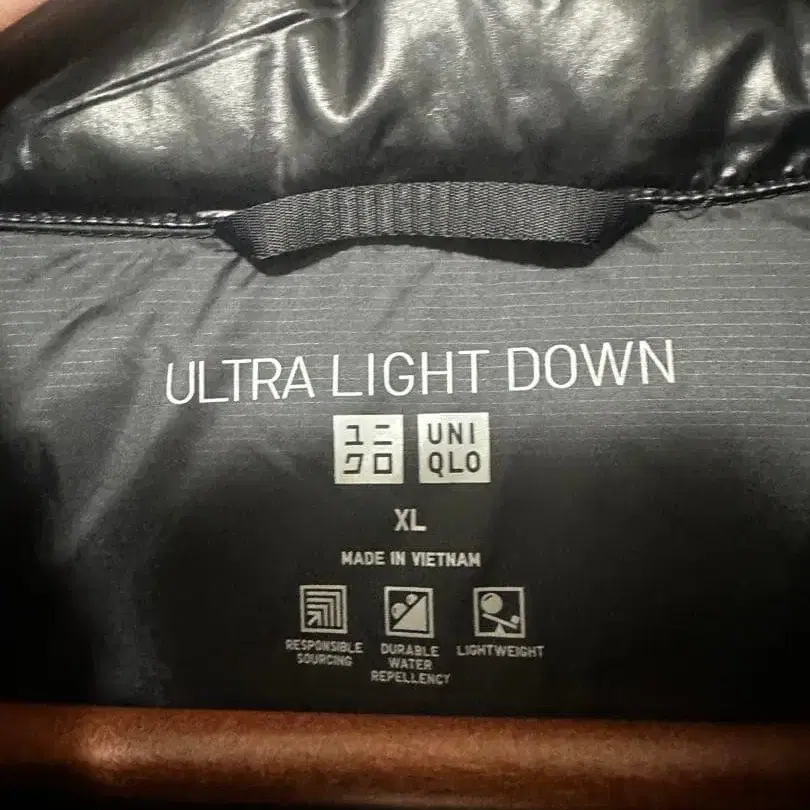 ULTRA LIGHT DOWN
ユニ UNI
クロ QLO
XL
MADE IN VIETNAM
RESPONSIBLE SOURCING
DURABLE WATER REPELLENCY
LIGHTWEIGHT